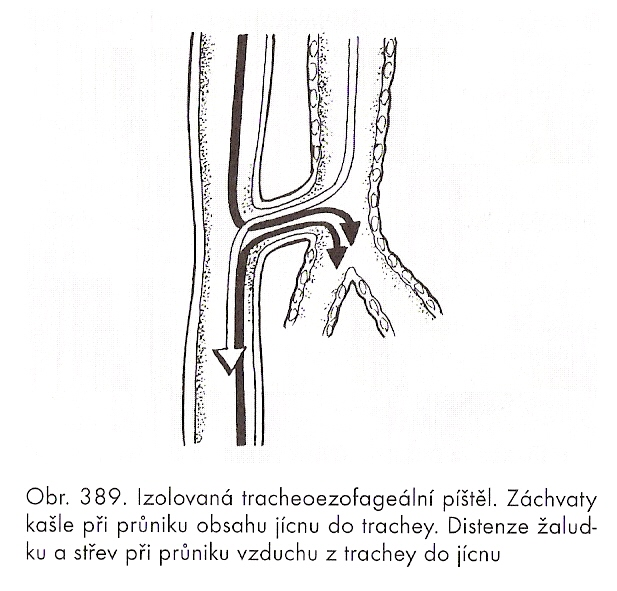 Obr. 389. Izolovaná tracheoezofageální píštěl. Záchvaty
kašle při průniku obsahu jícnu do trachey. Distenze žalud-
ku a střev při průniku vzduchu z trachey do jícnu